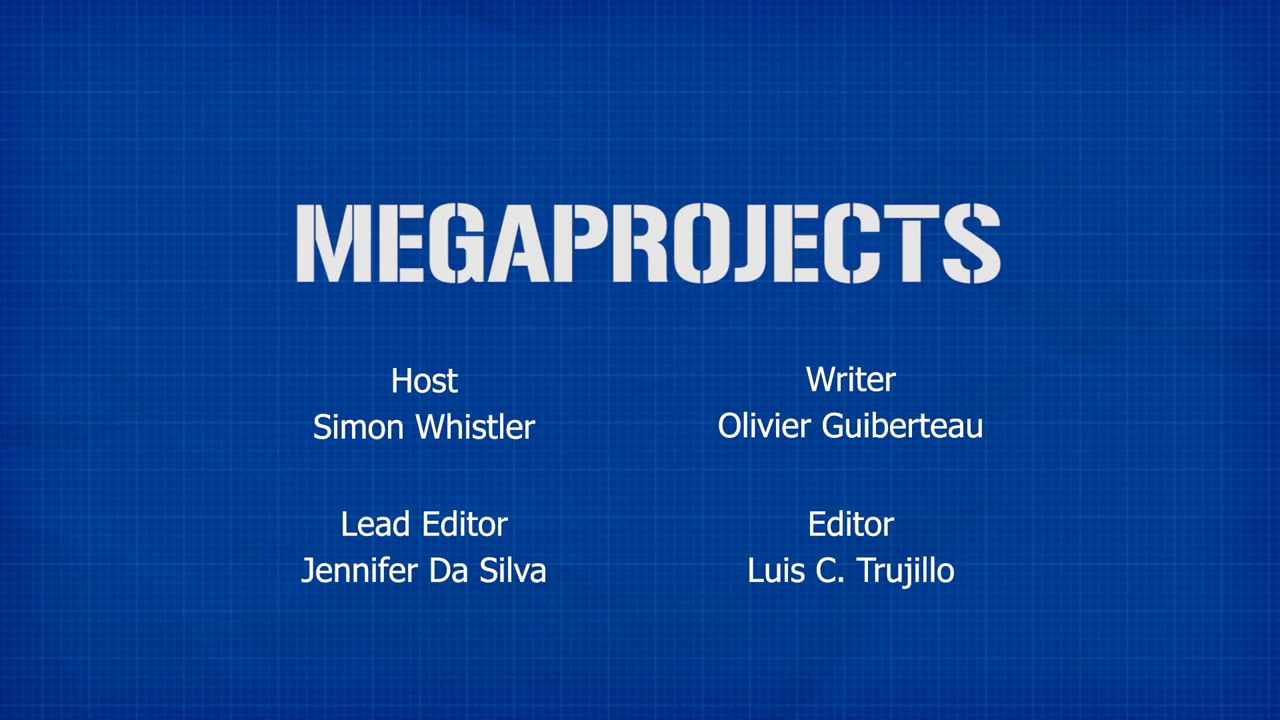 MEGAPROJECTS
Host
Simon Whistler
Writer
Olivier Guiberteau
Lead Editor
Jennifer Da Silva
Editor
Luis C. Trujillo